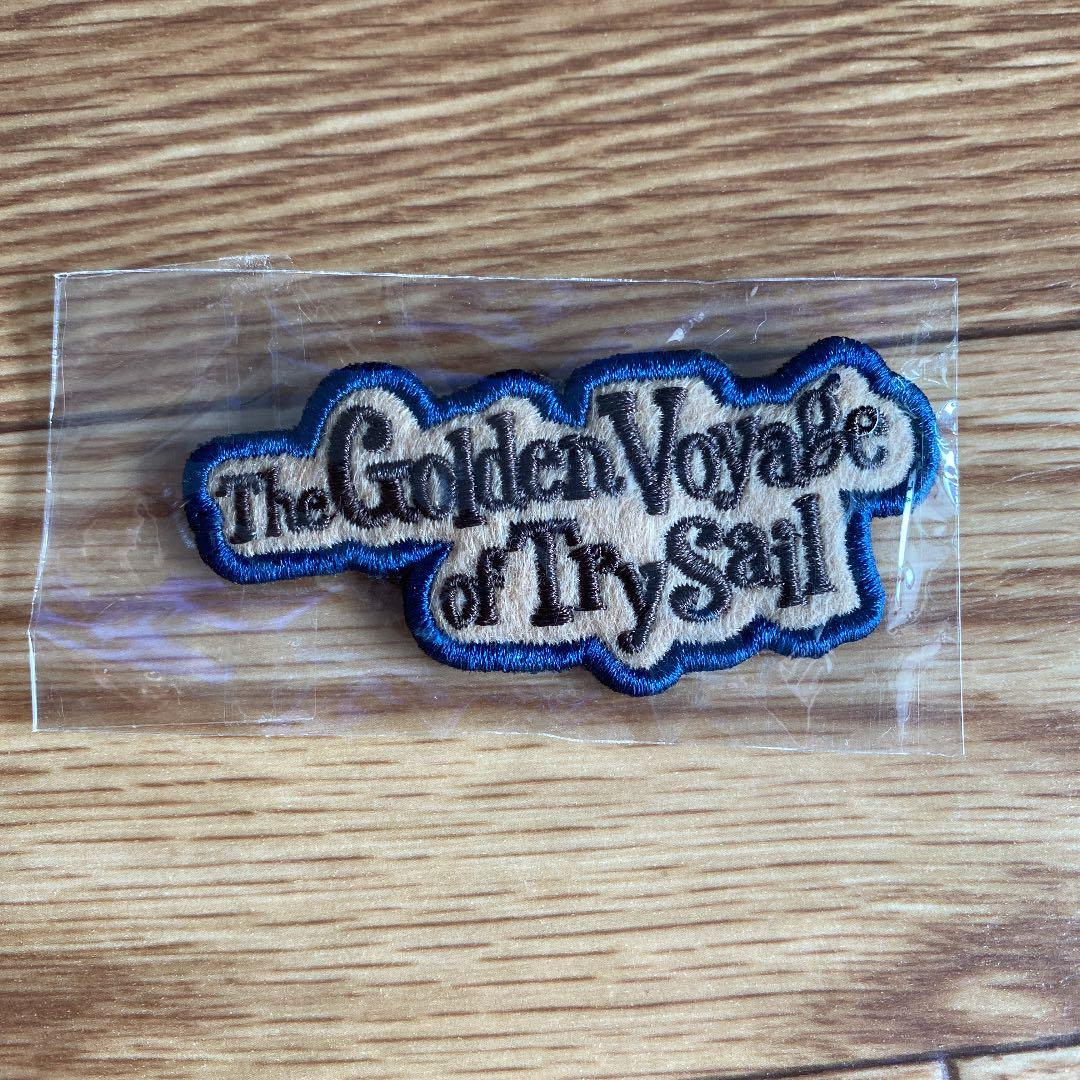 The Golden Voyage
of TrySail